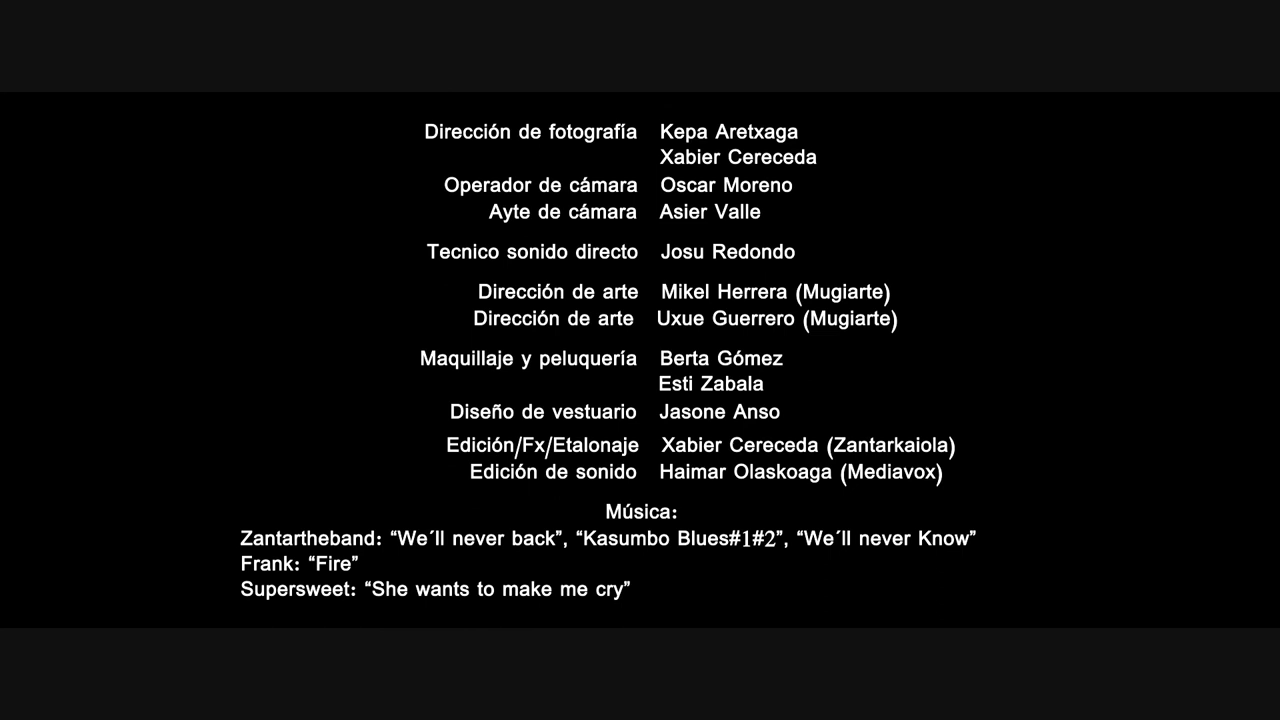 Dirección de fotografía Kepa Aretxaga
Xabier Cereceda
Operador de cámara Oscar Moreno
Ayte de cámara Asier Valle
Tecnico sonido directo Josu Redondo
Dirección de arte Mikel Herrera (Mugiarte)
Dirección de arte Uxue Guerrero (Mugiarte)
Maquillaje y peluquería Berta Gómez
Esti Zabala
Diseño de vestuario Jasone Anso
Edición/Fx/Etalonaje Xabier Cereceda (Zantarkaiola)
Edición de sonido Haimar Olaskoaga (Mediavox)
Música:
Zantartheband: “We´ll never back”, “Kasumbo Blues#1#2”, “We´ll never Know”
Frank: “Fire”
Supersweet: “She wants to make me cry”